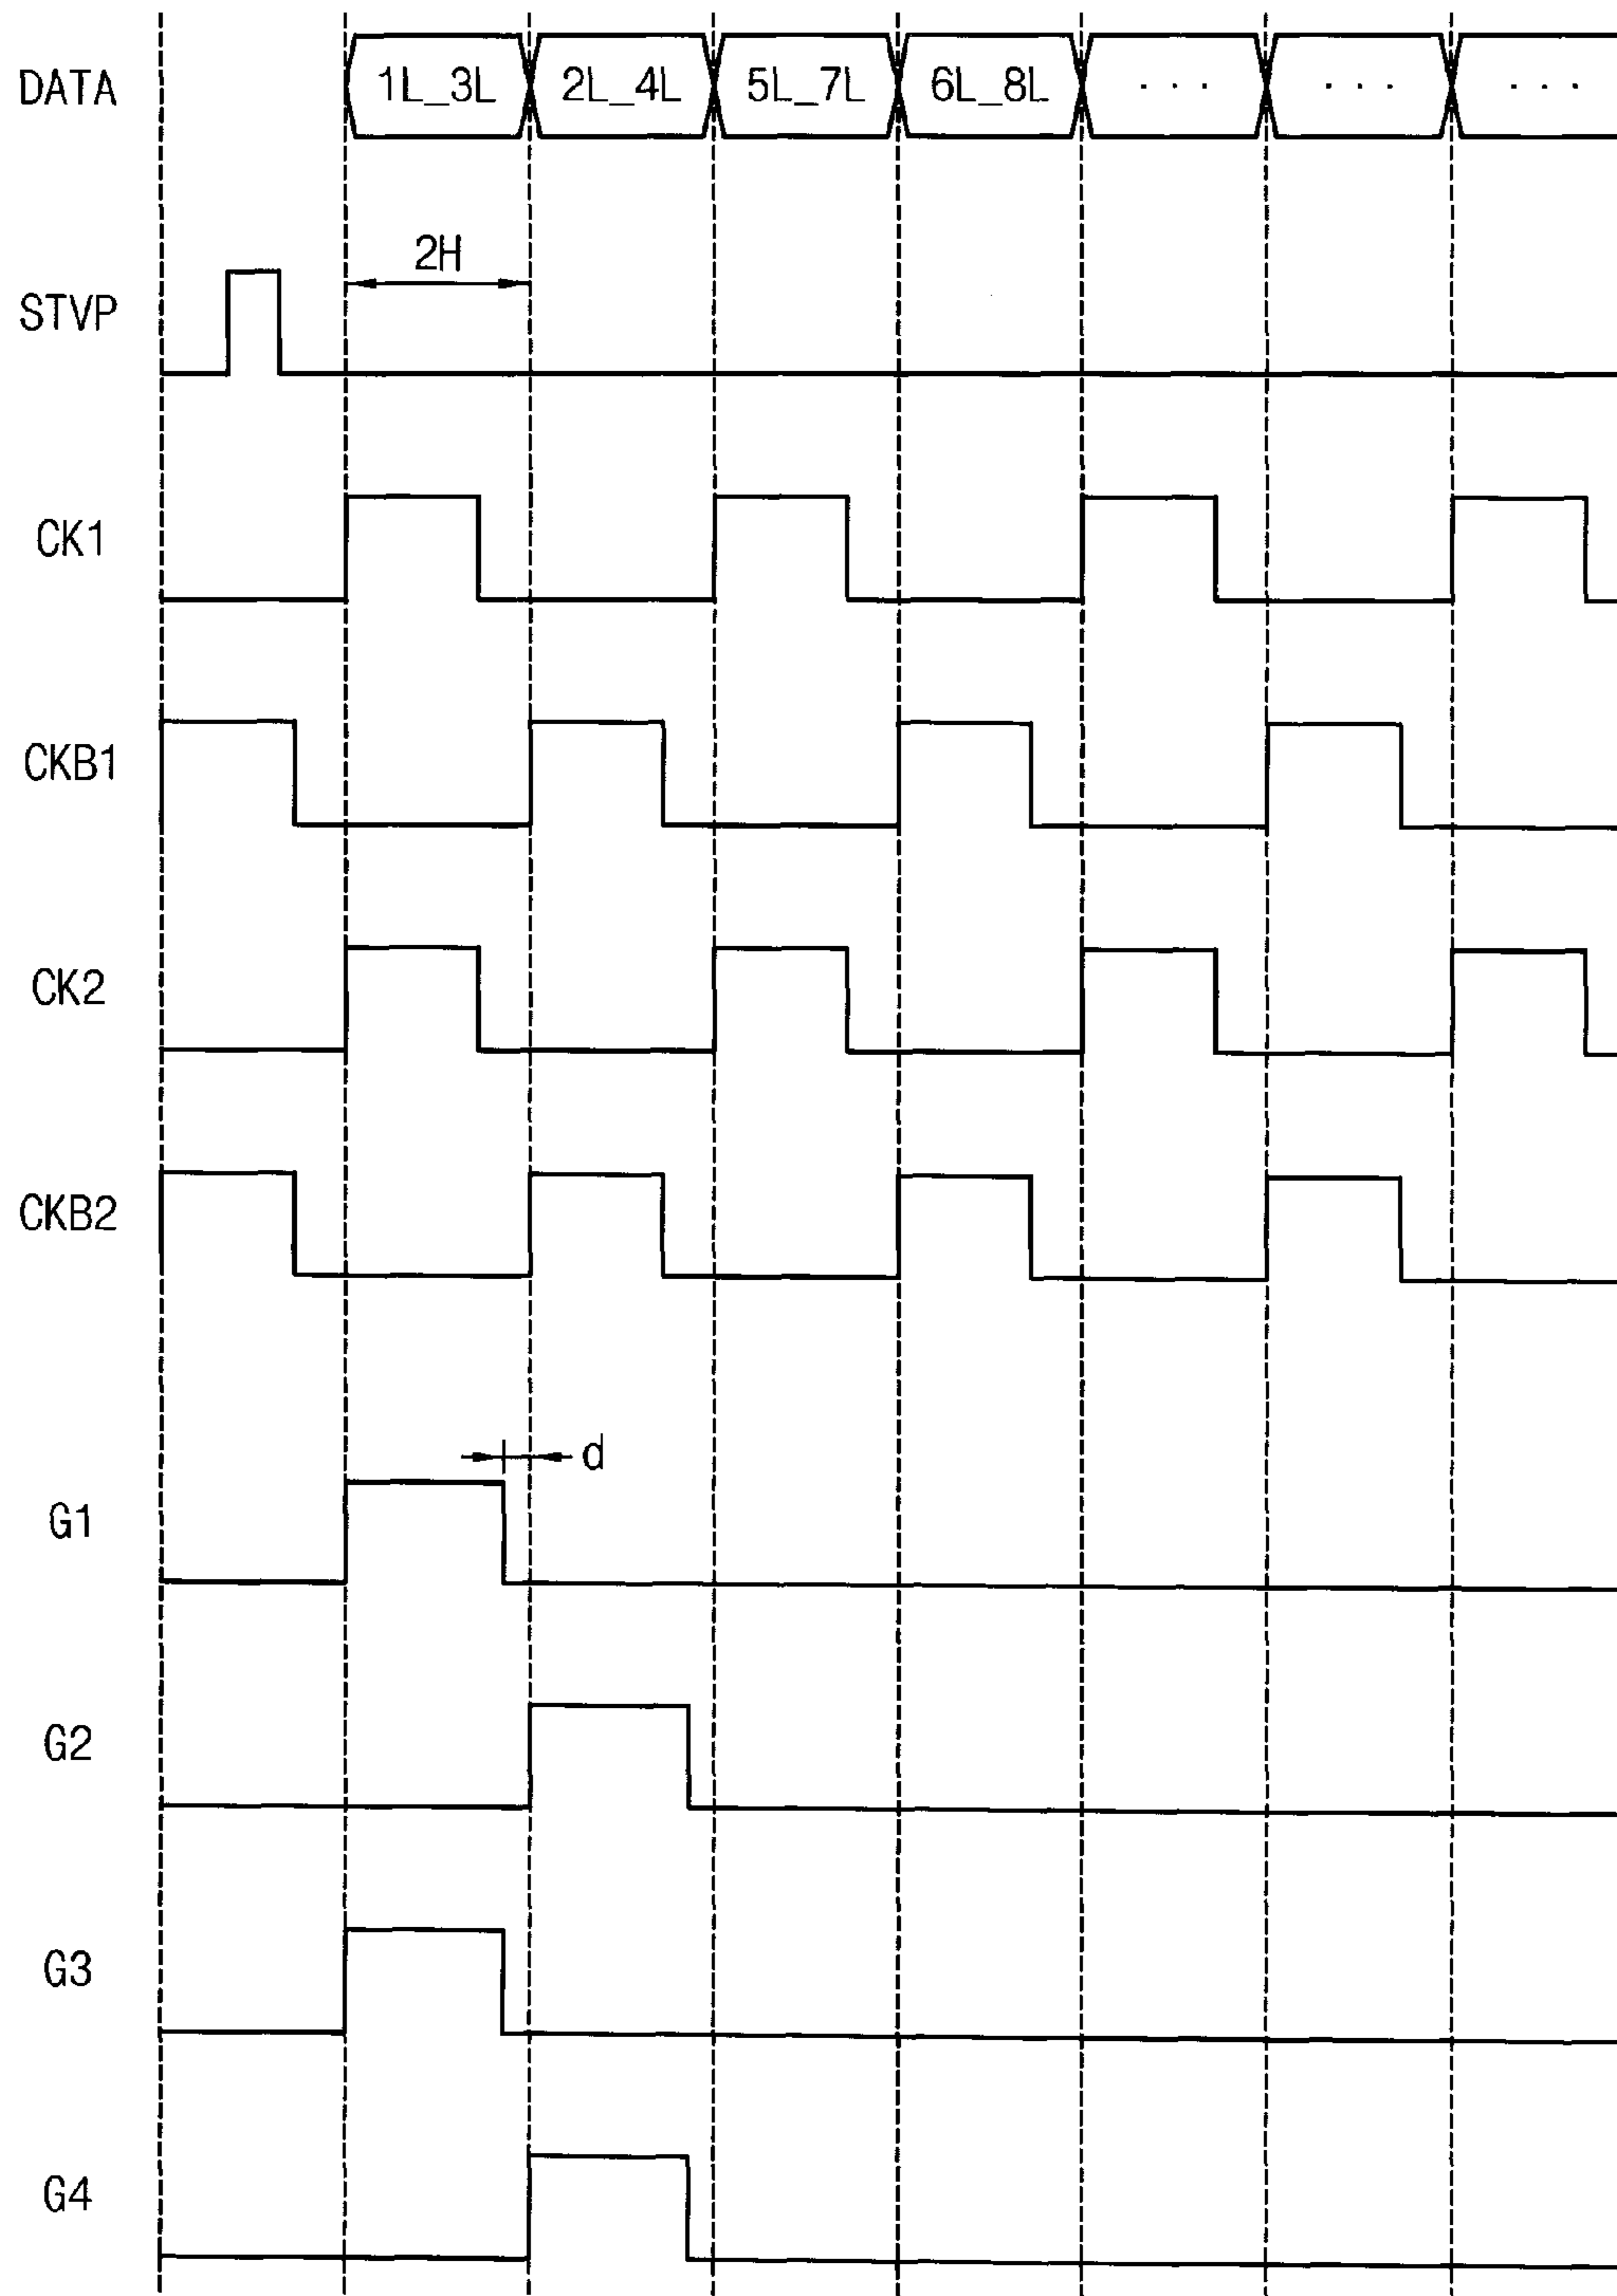 DATA 1L_3L 2L_4L 5L_7L 6L_8L ... ... ...
2H
STVP
CK1
CKB1
CK2
CKB2
d
G1
G2
G3
G4